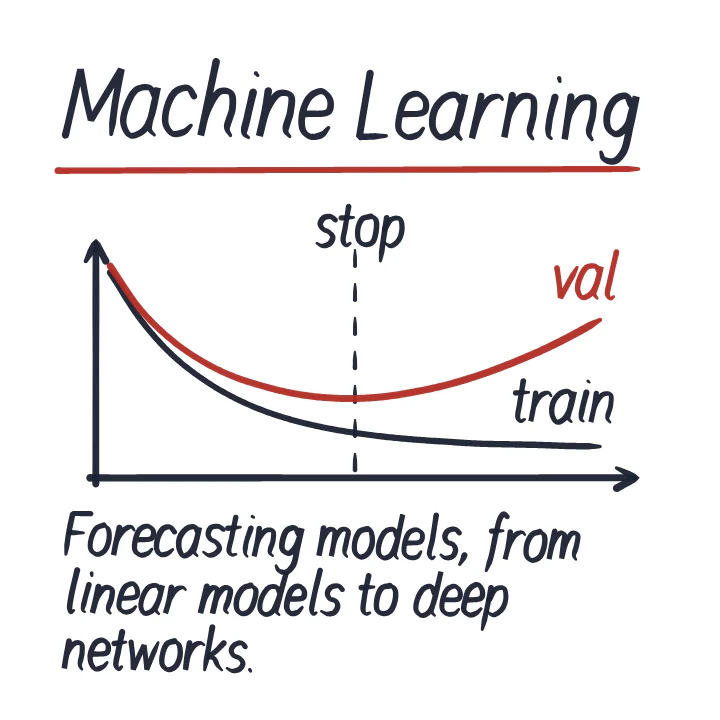 Machine Learning
stop
val
train
Forecasting models, from
linear models to deep
networks.